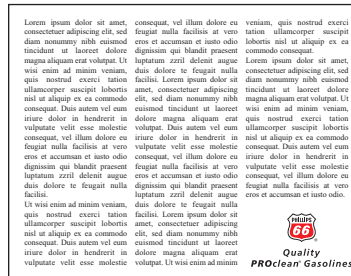 Lorem ipsum dolor sit amet,
consectetuer adipiscing elit, sed
diam nonummy nibh euismod
tincidunt ut laoreet dolore
magna aliquam erat volutpat. Ut
wisi enim ad minim veniam,
quis nostrud exerci tation
ullamcorper suscipit lobortis
nisl ut aliquip ex ea commodo
consequat. Duis autem vel eum
iriure dolor in hendrerit in
vulputate velit esse molestie
consequat, vel illum dolore eu
feugiat nulla facilisis at vero
eros et accumsan et iusto odio
dignissim qui blandit praesent
luptatum zzril delenit augue
duis dolore te feugait nulla
facilisi.
Ut wisi enim ad minim veniam,
quis nostrud exerci tation
ullamcorper suscipit lobortis
nisl ut aliquip ex ea commodo
consequat. Duis autem vel eum
iriure dolor in hendrerit in
vulputate velit esse molestie
consequat, vel illum dolore eu
feugiat nulla facilisis at vero
eros et accumsan et iusto odio
dignissim qui blandit praesent
luptatum zzril delenit augue
duis dolore te feugait nulla
facilisi. Lorem ipsum dolor sit
amet, consectetuer adipiscing
elit, sed diam nonummy nibh
euismod tincidunt ut laoreet
dolore magna aliquam erat
volutpat. Duis autem vel eum
iriure dolor in hendrerit in
vulputate velit esse molestie
consequat, vel illum dolore eu
feugiat nulla facilisis at vero
eros et accumsan et iusto odio
dignissim qui blandit praesent
luptatum zzril delenit augue
duis dolore te feugait nulla
facilisi. Lorem ipsum dolor sit
amet, consectetuer adipiscing
elit, sed diam nonummy nibh
euismod tincidunt ut laoreet
dolore magna aliquam erat
volutpat. Ut wisi enim ad minim
veniam, quis nostrud exerci
tation ullamcorper suscipit
lobortis nisl ut aliquip ex ea
commodo consequat.
Lorem ipsum dolor sit amet,
consectetuer adipiscing elit, sed
diam nonummy nibh euismod
tincidunt ut laoreet dolore
magna aliquam erat volutpat. Ut
wisi enim ad minim veniam,
quis nostrud exerci tation
ullamcorper suscipit lobortis
nisl ut aliquip ex ea commodo
consequat. Duis autem vel eum
iriure dolor in hendrerit in
vulputate velit esse molestie
consequat, vel illum dolore eu
feugiat nulla facilisis at vero
eros et accumsan.
PHILLIPS
66
Quality
PROclean® Gasolines